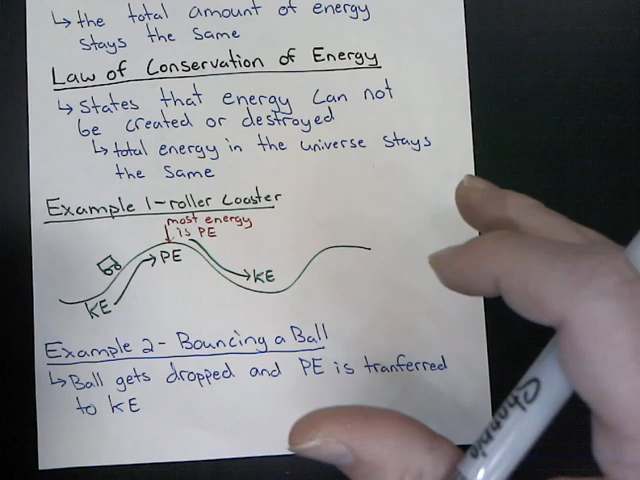 ↳ the total amount of energy
stays the same
Law of Conservation of Energy
↳ States that energy can not
be created or destroyed
↳ total energy in the universe stays
the same
Example 1-roller coaster
most energy
is PE
PE
KE
KE
Example 2- Bouncing a Ball
↳ Ball gets dropped and PE is tranferred
to KE
Sharpie